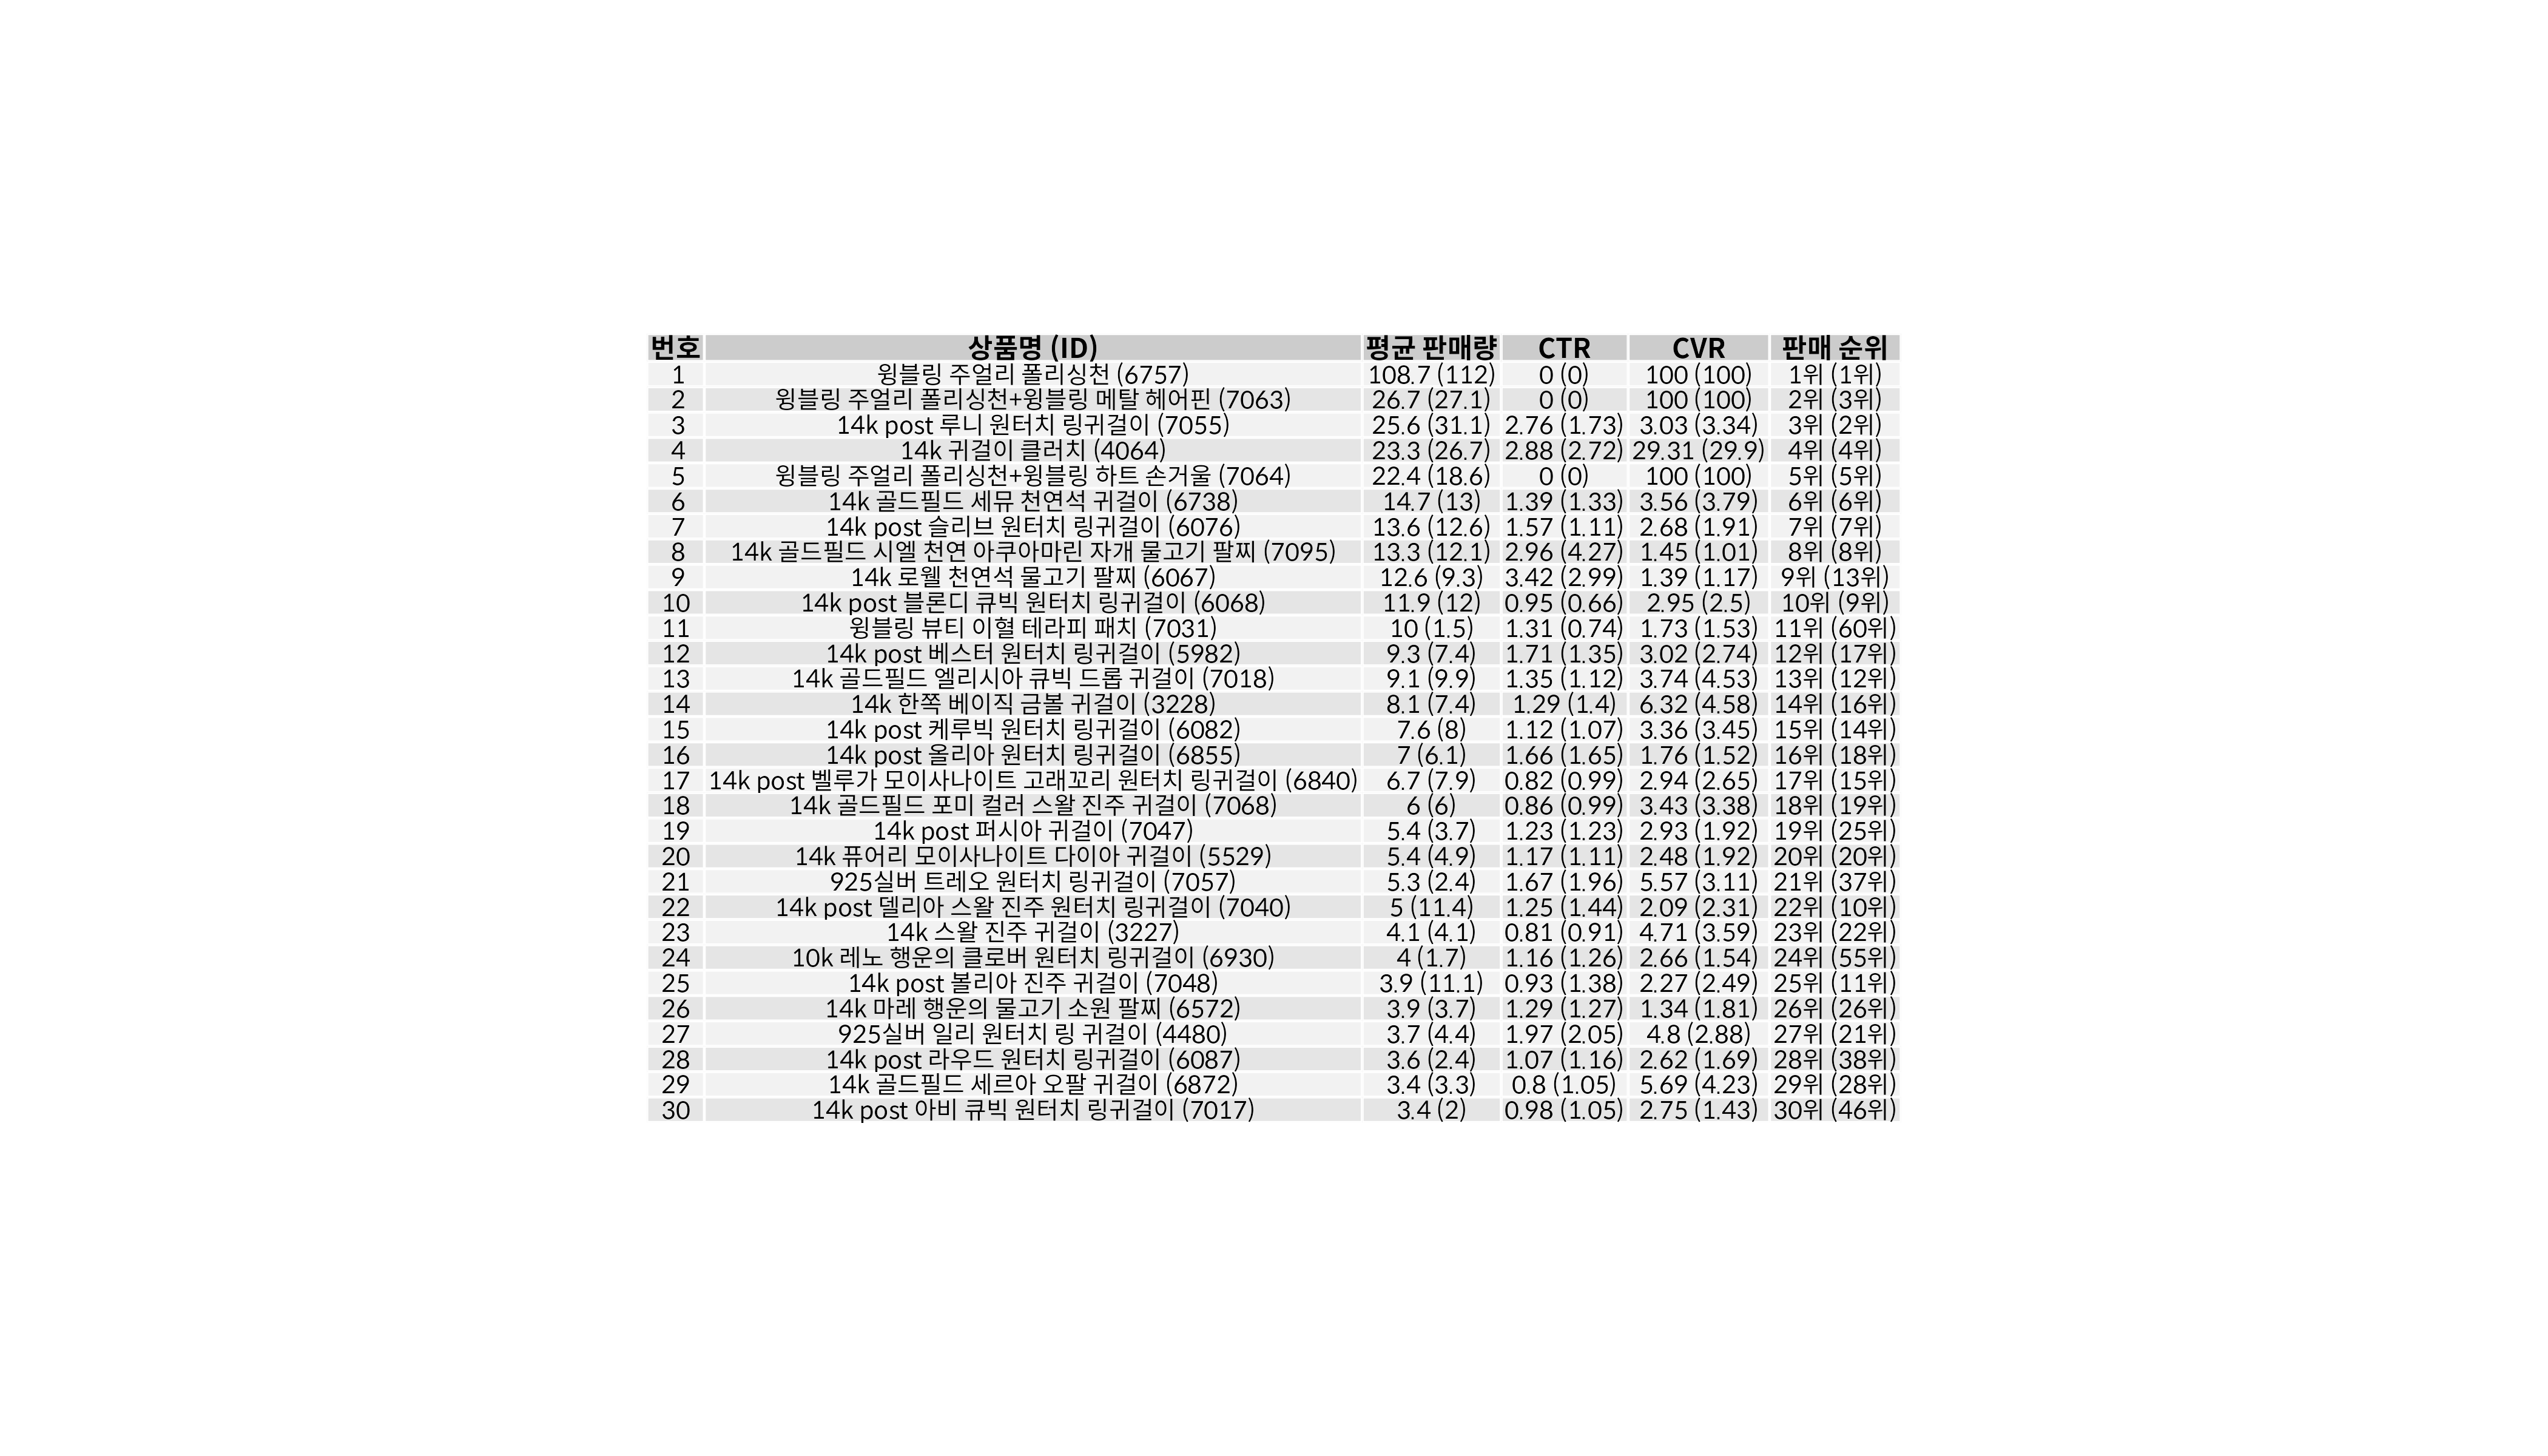 번호 상품명 (ID) 평균 판매량 CTR CVR 판매 순위
1 윙블링 주얼리 폴리싱천 (6757) 108.7 (112) 0 (0) 100 (100) 1위 (1위)
2 윙블링 주얼리 폴리싱천+윙블링 메탈 헤어핀 (7063) 26.7 (27.1) 0 (0) 100 (100) 2위 (3위)
3 14k post 루니 원터치 링귀걸이 (7055) 25.6 (31.1) 2.76 (1.73) 3.03 (3.34) 3위 (2위)
4 14k 귀걸이 클러치 (4064) 23.3 (26.7) 2.88 (2.72) 29.31 (29.9) 4위 (4위)
5 윙블링 주얼리 폴리싱천+윙블링 하트 손거울 (7064) 22.4 (18.6) 0 (0) 100 (100) 5위 (5위)
6 14k 골드필드 세뮤 천연석 귀걸이 (6738) 14.7 (13) 1.39 (1.33) 3.56 (3.79) 6위 (6위)
7 14k post 슬리브 원터치 링귀걸이 (6076) 13.6 (12.6) 1.57 (1.11) 2.68 (1.91) 7위 (7위)
8 14k 골드필드 시엘 천연 아쿠아마린 자개 물고기 팔찌 (7095) 13.3 (12.1) 2.96 (4.27) 1.45 (1.01) 8위 (8위)
9 14k 로웰 천연석 물고기 팔찌 (6067) 12.6 (9.3) 3.42 (2.99) 1.39 (1.17) 9위 (13위)
10 14k post 블론디 큐빅 원터치 링귀걸이 (6068) 11.9 (12) 0.95 (0.66) 2.95 (2.5) 10위 (9위)
11 윙블링 뷰티 이혈 테라피 패치 (7031) 10 (1.5) 1.31 (0.74) 1.73 (1.53) 11위 (60위)
12 14k post 베스터 원터치 링귀걸이 (5982) 9.3 (7.4) 1.71 (1.35) 3.02 (2.74) 12위 (17위)
13 14k 골드필드 엘리시아 큐빅 드롭 귀걸이 (7018) 9.1 (9.9) 1.35 (1.12) 3.74 (4.53) 13위 (12위)
14 14k 한쪽 베이직 금볼 귀걸이 (3228) 8.1 (7.4) 1.29 (1.4) 6.32 (4.58) 14위 (16위)
15 14k post 케루빅 원터치 링귀걸이 (6082) 7.6 (8) 1.12 (1.07) 3.36 (3.45) 15위 (14위)
16 14k post 올리아 원터치 링귀걸이 (6855) 7 (6.1) 1.66 (1.65) 1.76 (1.52) 16위 (18위)
17 14k post 벨루가 모이사나이트 고래꼬리 원터치 링귀걸이 (6840) 6.7 (7.9) 0.82 (0.99) 2.94 (2.65) 17위 (15위)
18 14k 골드필드 포미 컬러 스왈 진주 귀걸이 (7068) 6 (6) 0.86 (0.99) 3.43 (3.38) 18위 (19위)
19 14k post 퍼시아 귀걸이 (7047) 5.4 (3.7) 1.23 (1.23) 2.93 (1.92) 19위 (25위)
20 14k 퓨어리 모이사나이트 다이아 귀걸이 (5529) 5.4 (4.9) 1.17 (1.11) 2.48 (1.92) 20위 (20위)
21 925실버 트레오 원터치 링귀걸이 (7057) 5.3 (2.4) 1.67 (1.96) 5.57 (3.11) 21위 (37위)
22 14k post 델리아 스왈 진주 원터치 링귀걸이 (7040) 5 (11.4) 1.25 (1.44) 2.09 (2.31) 22위 (10위)
23 14k 스왈 진주 귀걸이 (3227) 4.1 (4.1) 0.81 (0.91) 4.71 (3.59) 23위 (22위)
24 10k 레노 행운의 클로버 원터치 링귀걸이 (6930) 4 (1.7) 1.16 (1.26) 2.66 (1.54) 24위 (55위)
25 14k post 볼리아 진주 귀걸이 (7048) 3.9 (11.1) 0.93 (1.38) 2.27 (2.49) 25위 (11위)
26 14k 마레 행운의 물고기 소원 팔찌 (6572) 3.9 (3.7) 1.29 (1.27) 1.34 (1.81) 26위 (26위)
27 925실버 일리 원터치 링 귀걸이 (4480) 3.7 (4.4) 1.97 (2.05) 4.8 (2.88) 27위 (21위)
28 14k post 라우드 원터치 링귀걸이 (6087) 3.6 (2.4) 1.07 (1.16) 2.62 (1.69) 28위 (38위)
29 14k 골드필드 세르아 오팔 귀걸이 (6872) 3.4 (3.3) 0.8 (1.05) 5.69 (4.23) 29위 (28위)
30 14k post 아비 큐빅 원터치 링귀걸이 (7017) 3.4 (2) 0.98 (1.05) 2.75 (1.43) 30위 (46위)